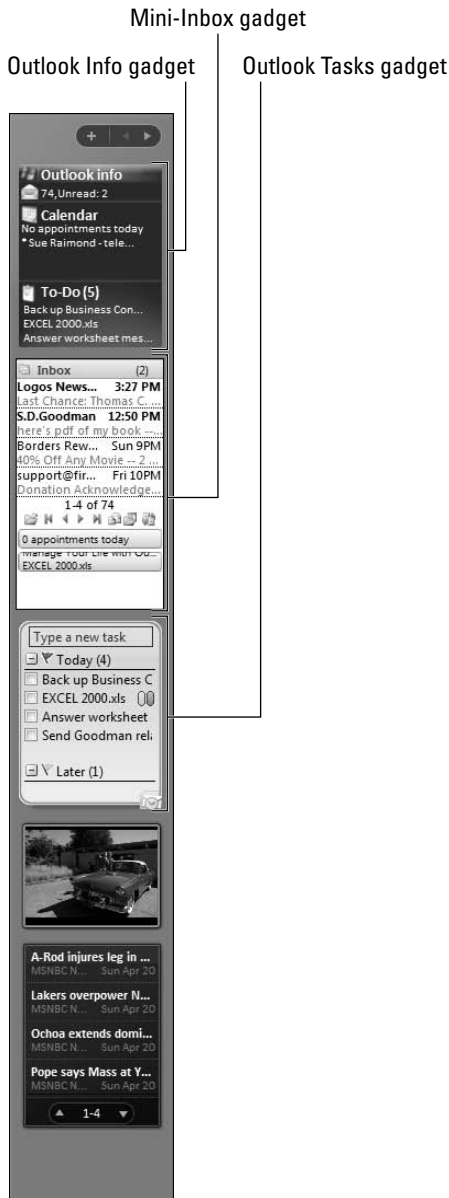 Mini-Inbox gadget
Outlook Info gadget
Outlook Tasks gadget
Outlook info
74,Unread: 2
Calendar
No appointments today
*Sue Raimond - tele...
To-Do (5)
Back up Business Con...
EXCEL 2000.xls
Answer worksheet mes...
Inbox (2)
Logos News... 3:27 PM
Last Chance: Thomas C. ...
S.D.Goodman 12:50 PM
here's pdf of my book --...
Borders Rew... Sun 9PM
40% Off Any Movie -- 2 ...
support@fir... Fri 10PM
Donation Acknowledge...
1-4 of 74
0 appointments today
Manage Your Life with Ou...
EXCEL 2000.xls
Type a new task
Today (4)
Back up Business C
EXCEL 2000.xls
Answer worksheet
Send Goodman rel
Later (1)
A-Rod injures leg in ...
MSNBC N... Sun Apr 20
Lakers overpower N...
MSNBC N... Sun Apr 20
Ochoa extends domi...
MSNBC N... Sun Apr 20
Pope says Mass at Y...
MSNBC N... Sun Apr 20
1-4